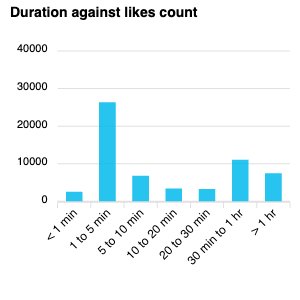 Duration against likes count
40000
30000
20000
10000
0
< 1 min
1 to 5 min
5 to 10 min
10 to 20 min
20 to 30 min
30 min to 1 hr
> 1 hr